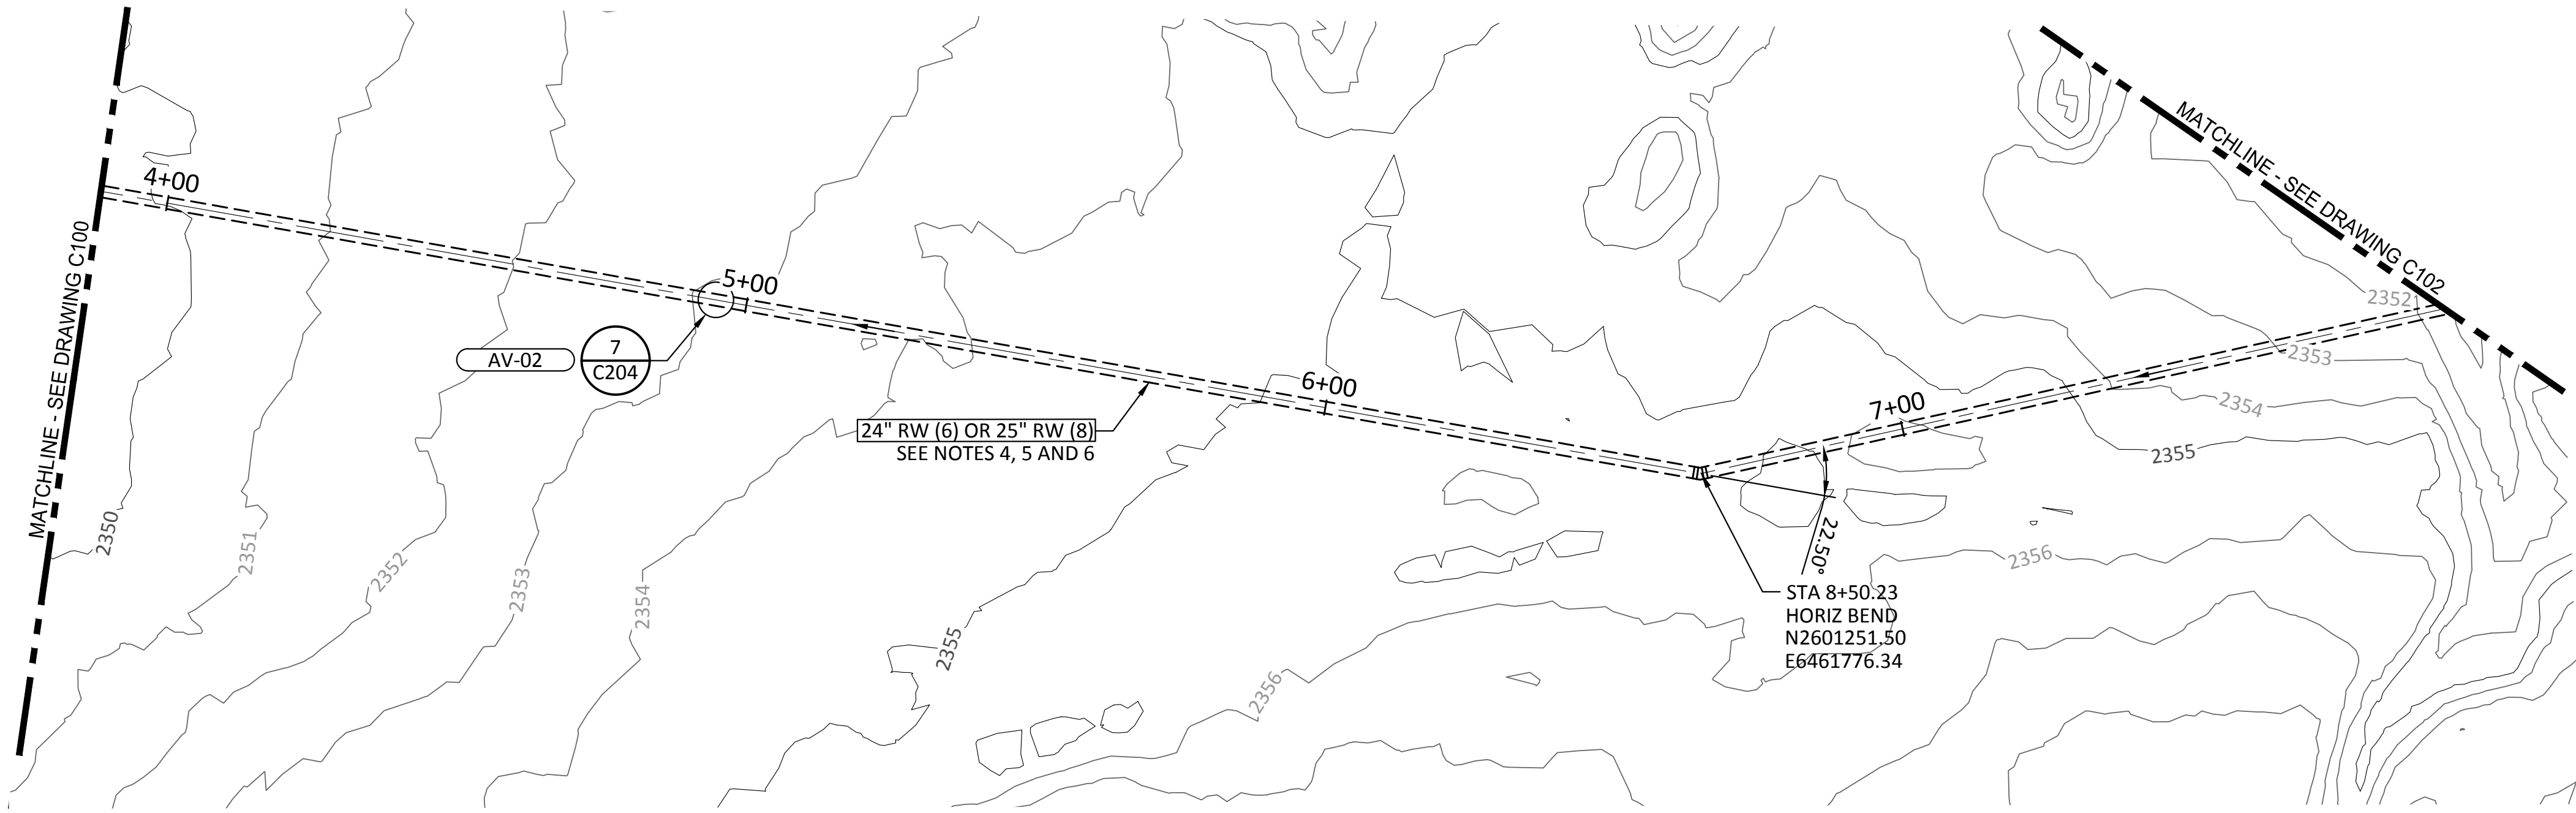 MATCHLINE - SEE DRAWING C100
4+00
5+00
AV-02
7
C204
24" RW (6) OR 25" RW (8)
SEE NOTES 4, 5 AND 6
6+00
7+00
22.50°
STA 8+50.23
HORIZ BEND
N2601251.50
E6461776.34
MATCHLINE - SEE DRAWING C102
2350
2351
2352
2353
2354
2355
2356
2352
2353
2354
2355
2356